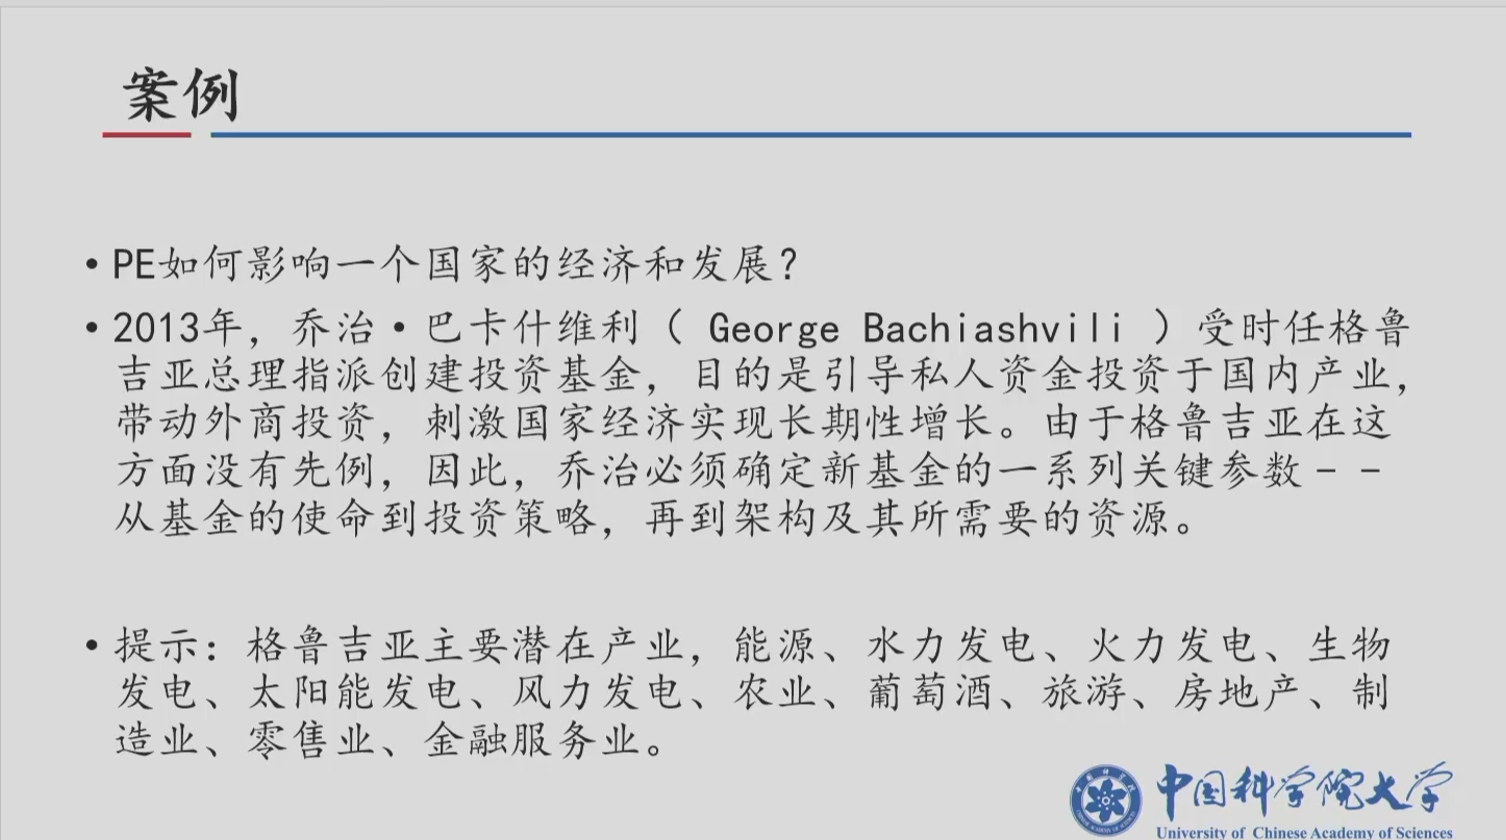 案例
• PE如何影响一个国家的经济和发展？
• 2013年，乔治•巴卡什维利（ George Bachiashvili ）受时任格鲁
吉亚总理指派创建投资基金，目的是引导私人资金投资于国内产业，
带动外商投资，刺激国家经济实现长期性增长。由于格鲁吉亚在这
方面没有先例，因此，乔治必须确定新基金的一系列关键参数--
从基金的使命到投资策略，再到架构及其所需要的资源。
• 提示：格鲁吉亚主要潜在产业，能源、水力发电、火力发电、生物
发电、太阳能发电、风力发电、农业、葡萄酒、旅游、房地产、制
造业、零售业、金融服务业。
中国科学院大学
University of Chinese Academy of Sciences